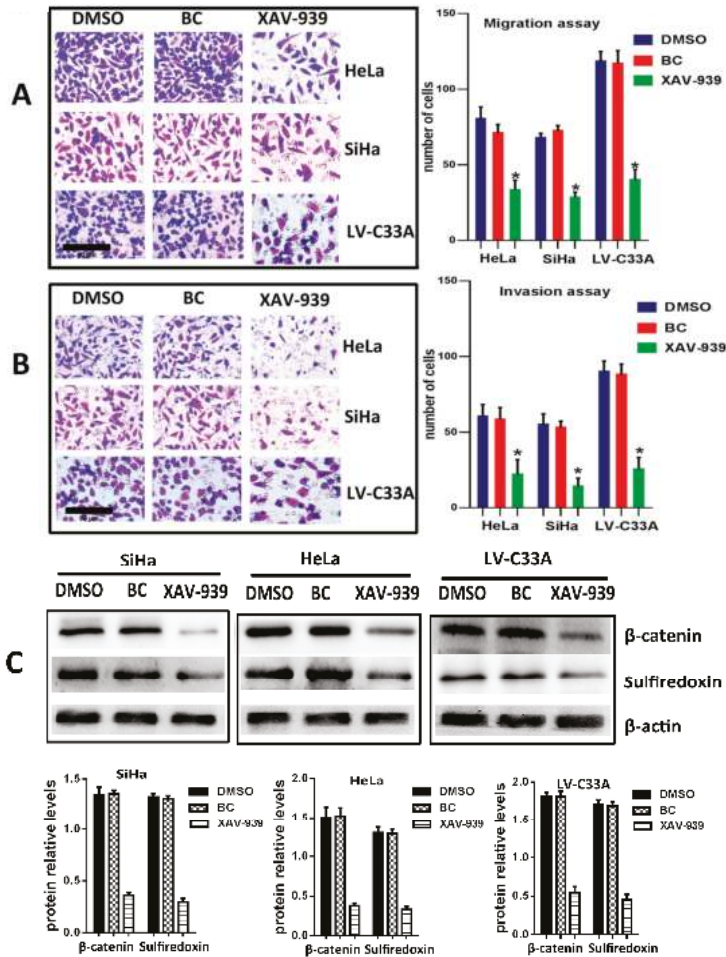 A
DMSO BC XAV-939
HeLa
SiHa
LV-C33A
Migration assay
DMSO
BC
XAV-939
number of cells
150
100
50
0
* * *
HeLa SiHa LV-C33A
B
DMSO BC XAV-939
HeLa
SiHa
LV-C33A
Invasion assay
DMSO
BC
XAV-939
number of cells
150
100
50
0
* * *
HeLa SiHa LV-C33A
C
SiHa HeLa LV-C33A
DMSO BC XAV-939 DMSO BC XAV-939 DMSO BC XAV-939
β-catenin
Sulfiredoxin
β-actin
SiHa
DMSO
BC
XAV-939
protein relative levels
1.5
1.0
0.5
0.0
β-catenin Sulfiredoxin
HeLa
DMSO
BC
XAV-939
protein relative levels
2.0
1.5
1.0
0.5
0.0
β-catenin Sulfiredoxin
LV-C33A
DMSO
BC
XAV-939
protein relative levels
2.0
1.5
1.0
0.5
0.0
β-catenin Sulfiredoxin